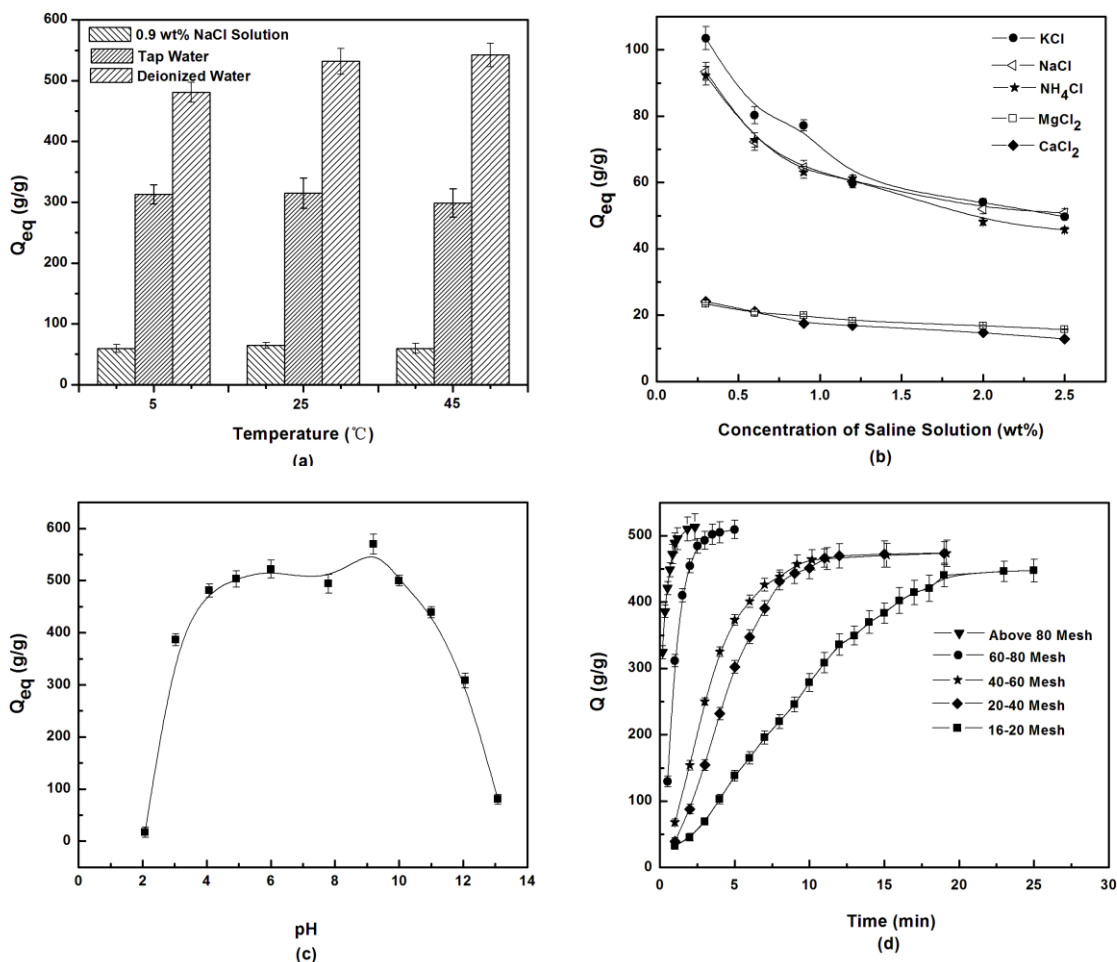 600
500
400
300
200
100
0
Q_eq (g/g)
0.9 wt% NaCl Solution
Tap Water
Deionized Water
5
25
45
Temperature (℃)
(a)
100
80
60
40
20
0
Q_eq (g/g)
KCl
NaCl
NH4Cl
MgCl2
CaCl2
0.0
0.5
1.0
1.5
2.0
2.5
Concentration of Saline Solution (wt%)
(b)
600
500
400
300
200
100
0
Q_eq (g/g)
0
2
4
6
8
10
12
14
pH
(c)
500
400
300
200
100
0
Q (g/g)
Above 80 Mesh
60-80 Mesh
40-60 Mesh
20-40 Mesh
16-20 Mesh
0
5
10
15
20
25
30
Time (min)
(d)